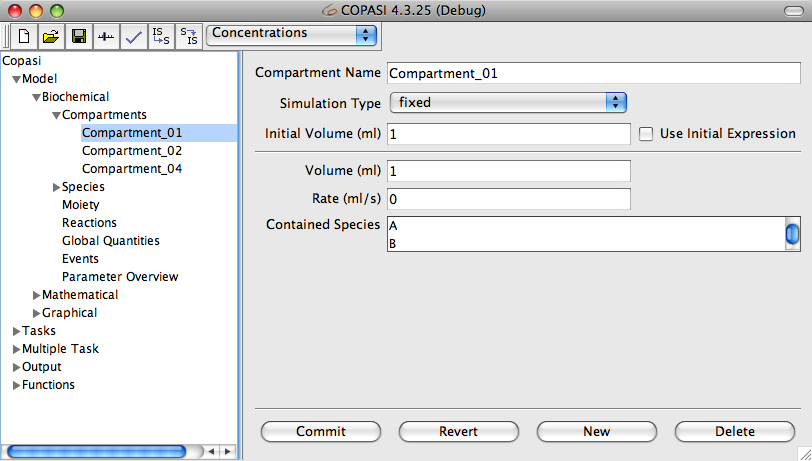 COPASI 4.3.25 (Debug)
IS S S IS Concentrations
Copasi
Model
Biochemical
Compartments
Compartment_01
Compartment_02
Compartment_04
Species
Moiety
Reactions
Global Quantities
Events
Parameter Overview
Mathematical
Graphical
Tasks
Multiple Task
Output
Functions
Compartment Name Compartment_01
Simulation Type fixed
Initial Volume (ml) 1 Use Initial Expression
Volume (ml) 1
Rate (ml/s) 0
Contained Species A
B
Commit Revert New Delete